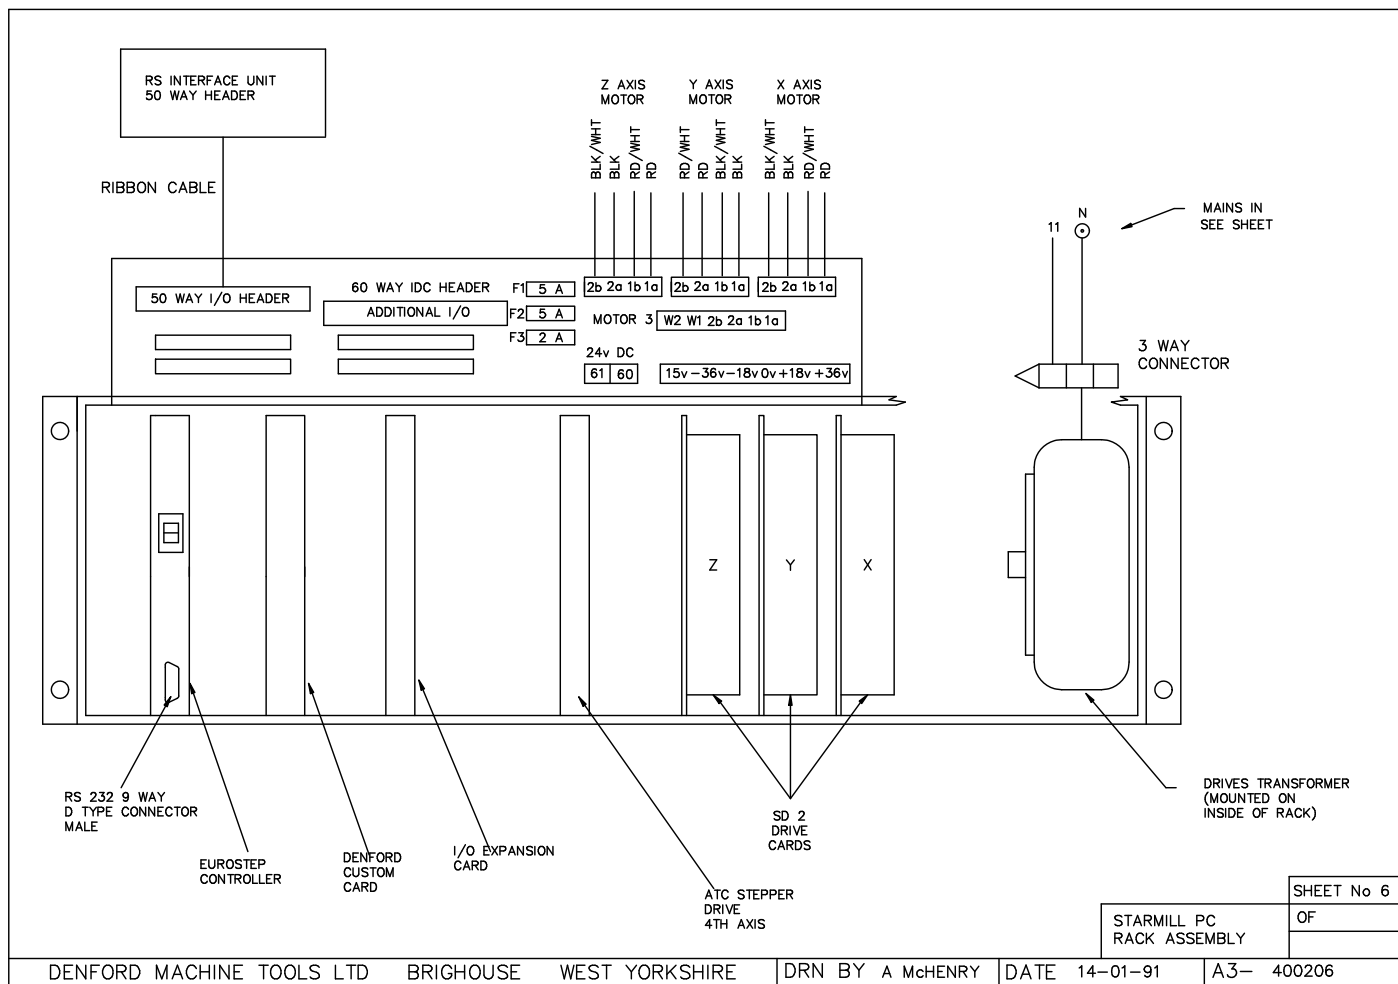 RS INTERFACE UNIT
50 WAY HEADER
RIBBON CABLE
Z AXIS
MOTOR
Y AXIS
MOTOR
X AXIS
MOTOR
BLK/WHT
BLK
RD/WHT
RD
RD/WHT
RD
BLK/WHT
BLK
BLK/WHT
BLK
RD/WHT
RD
MAINS IN
SEE SHEET
11
N
50 WAY I/O HEADER
60 WAY IDC HEADER
ADDITIONAL I/O
F1 5 A
F2 5 A
F3 2 A
2b 2a 1b 1a
2b 2a 1b 1a
2b 2a 1b 1a
MOTOR 3 W2 W1 2b 2a 1b 1a
24v DC
61 60
15v -36v -18v 0v +18v +36v
3 WAY
CONNECTOR
Z
Y
X
RS 232 9 WAY
D TYPE CONNECTOR
MALE
EUROSTEP
CONTROLLER
DENFORD
CUSTOM
CARD
I/O EXPANSION
CARD
ATC STEPPER
DRIVE
4TH AXIS
SD 2
DRIVE
CARDS
DRIVES TRANSFORMER
(MOUNTED ON
INSIDE OF RACK)
SHEET No 6
OF
STARMILL PC
RACK ASSEMBLY
DENFORD MACHINE TOOLS LTD BRIGHOUSE WEST YORKSHIRE DRN BY A McHENRY DATE 14-01-91 A3- 400206